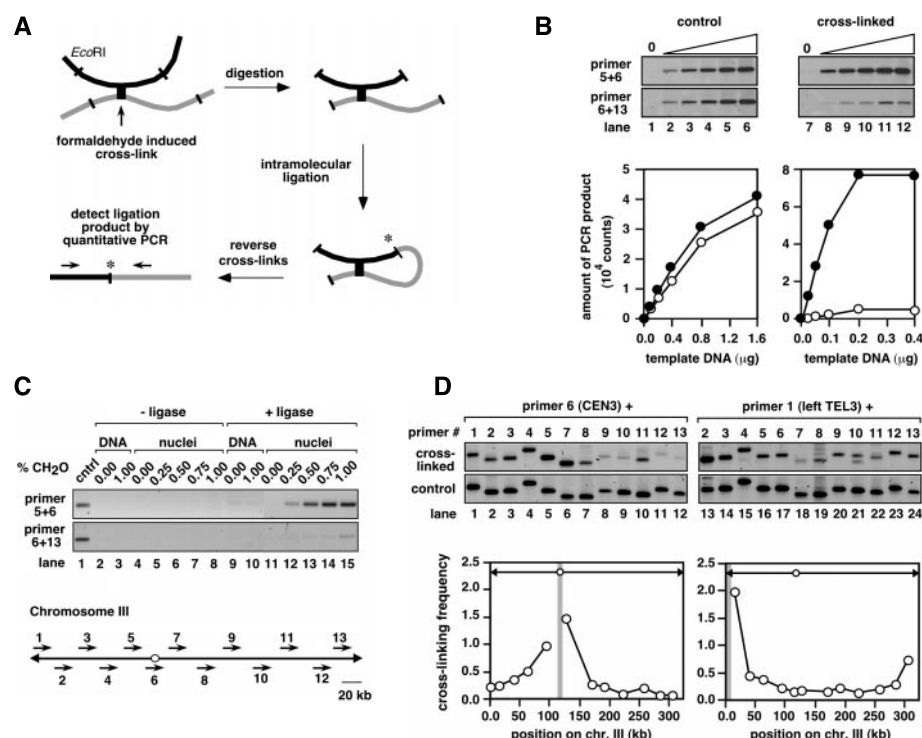 A
EcoRI
digestion
formaldehyde induced
cross-link
intramolecular
ligation
detect ligation
product by
quantitative PCR
*
reverse
cross-links
*
B
control
cross-linked
0
0
primer
5+6
primer
6+13
lane 1 2 3 4 5 6
7 8 9 10 11 12
amount of PCR product
(10⁴ counts)
5
4
3
2
1
0
8
6
4
2
0
0.0 0.4 0.8 1.2 1.6
0.0 0.1 0.2 0.3 0.4
template DNA (μg)
template DNA (μg)
C
- ligase
+ ligase
DNA nuclei DNA nuclei
% CH2O
cntrl 0.00 1.00 0.00 0.25 0.50 0.75 1.00 0.00 1.00 0.00 0.25 0.50 0.75 1.00
primer
5+6
primer
6+13
lane 1 2 3 4 5 6 7 8 9 10 11 12 13 14 15
Chromosome III
1 3 5 7 9 11 13
2 4 6 8 10 12
20 kb
D
primer 6 (CEN3) +
primer 1 (left TEL3) +
primer # 1 2 3 4 5 7 8 9 10 11 12 13
2 3 4 5 6 7 8 9 10 11 12 13
cross-
linked
control
lane 1 2 3 4 5 6 7 8 9 10 11 12
13 14 15 16 17 18 19 20 21 22 23 24
cross-linking frequency
2.5
2.0
1.5
1.0
0.5
0.0
2.5
2.0
1.5
1.0
0.5
0.0
0.0 50 100 150 200 250 300
0.0 50 100 150 200 250 300
position on chr. III (kb)
position on chr. III (kb)